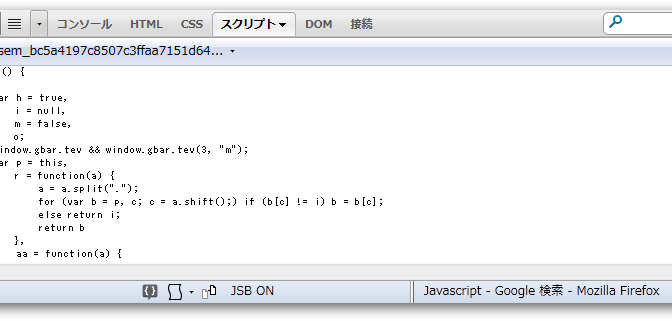 コンソール HTML CSS スクリプト DOM 接続
sem_bc5a4197c8507c3ffaa7151d64...
() {
ar h = true,
i = null,
m = false,
o;
indow.gbar.tev && window.gbar.tev(3, "m");
ar p = this,
r = function(a) {
a = a.split(".");
for (var b = p, c; c = a.shift();) if (b[c] != i) b = b[c];
else return i;
return b
},
aa = function(a) {
JSB ON
Javascript - Google 検索 - Mozilla Firefox